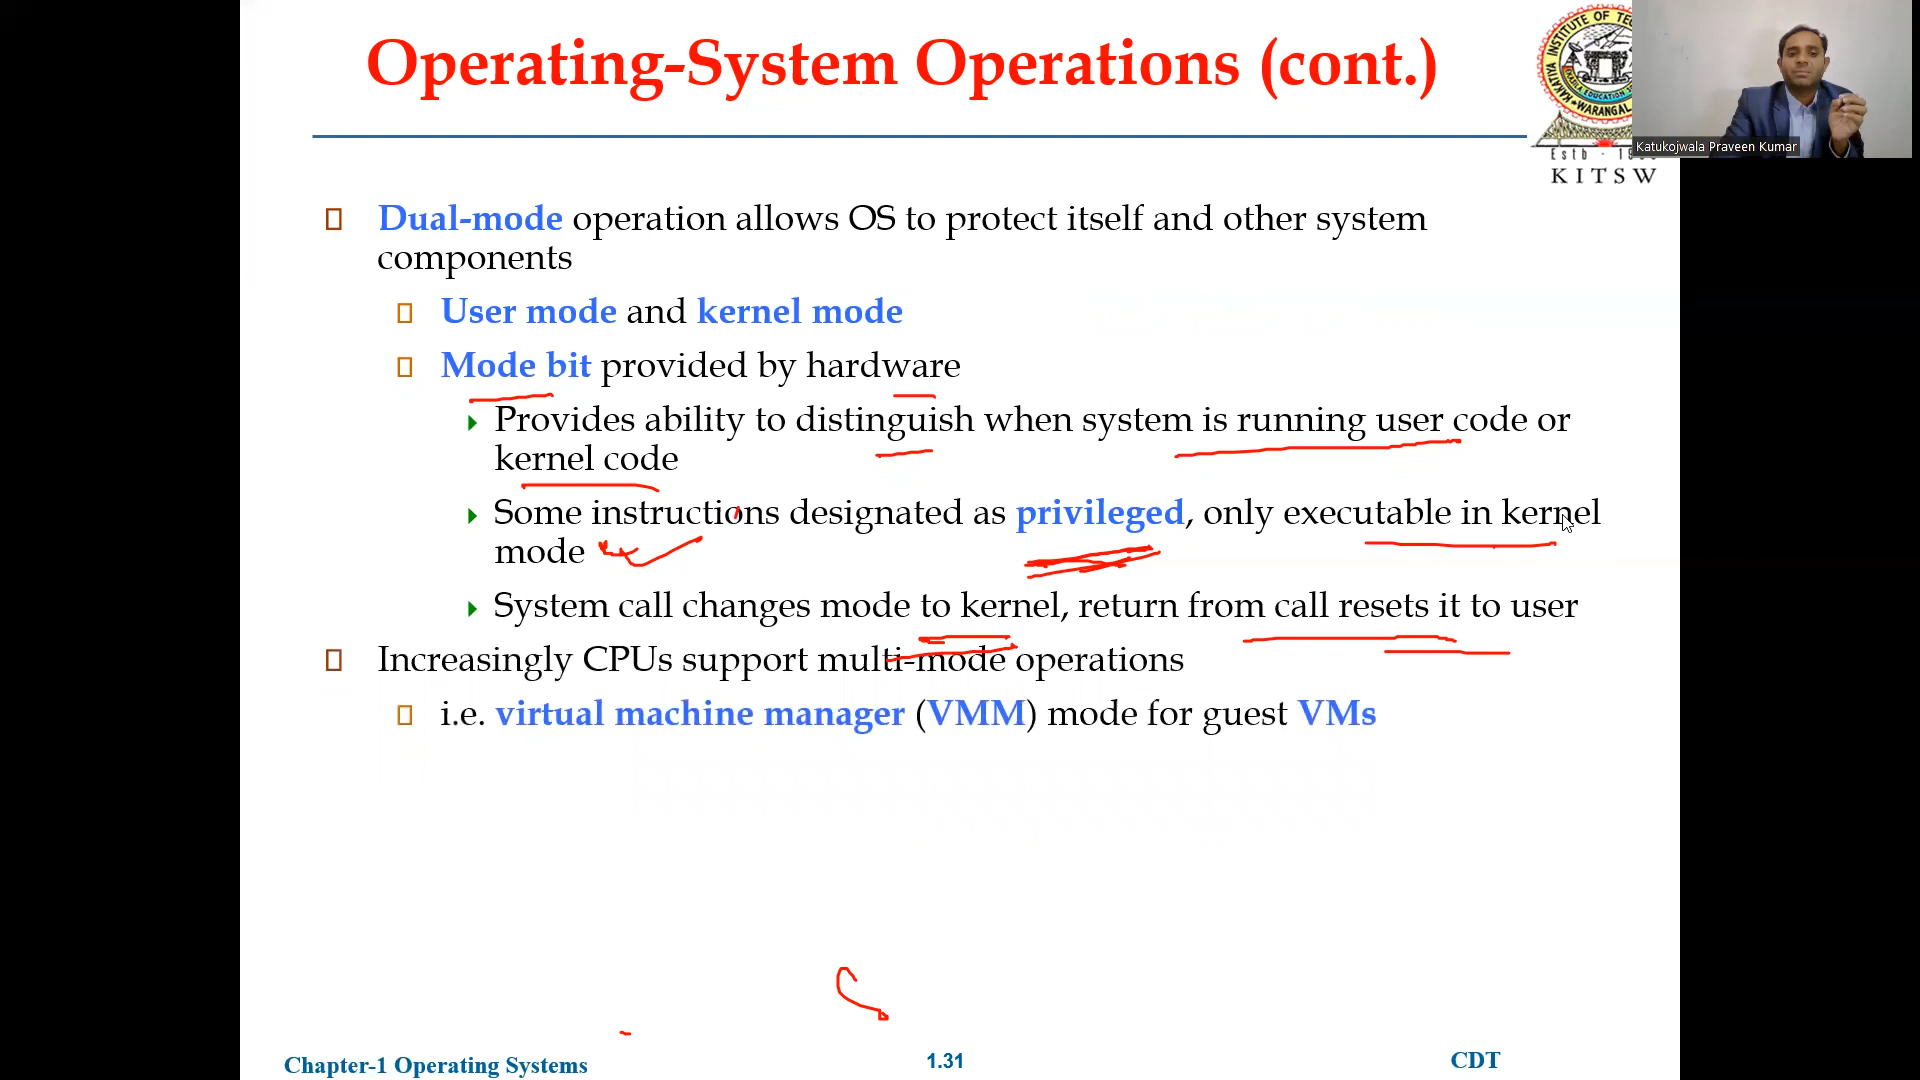 Operating-System Operations (cont.)
Katukojwala Praveen Kumar
KITSW
Dual-mode operation allows OS to protect itself and other system
components
User mode and kernel mode
Mode bit provided by hardware
Provides ability to distinguish when system is running user code or
kernel code
Some instructions designated as privileged, only executable in kernel
mode
System call changes mode to kernel, return from call resets it to user
Increasingly CPUs support multi-mode operations
i.e. virtual machine manager (VMM) mode for guest VMs
Chapter-1 Operating Systems
1.31
CDT